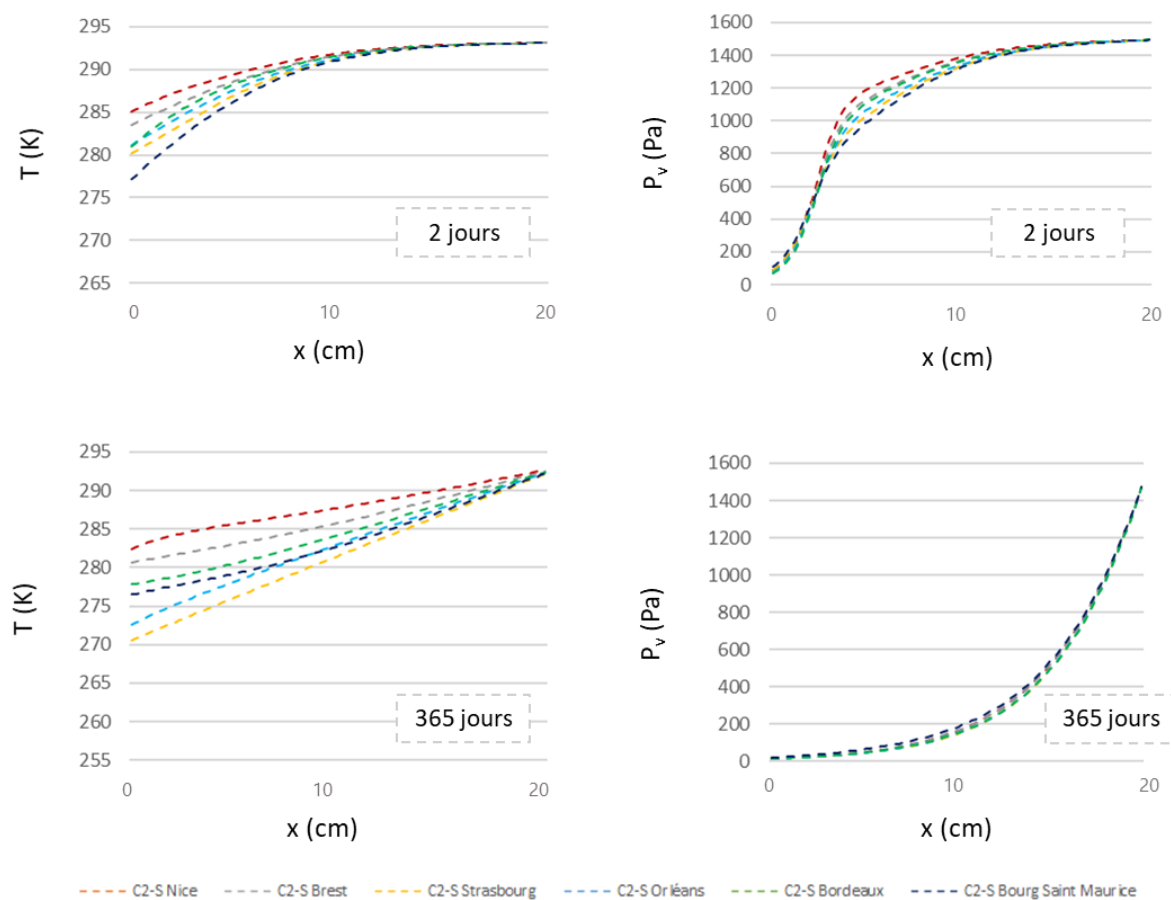 295
290
285
280
275
270
265
T (K)
0 10 20
x (cm)
2 jours
1600
1400
1200
1000
800
600
400
200
0
Pv (Pa)
0 10 20
x (cm)
2 jours
295
290
285
280
275
270
265
260
255
T (K)
0 10 20
x (cm)
365 jours
1600
1400
1200
1000
800
600
400
200
0
Pv (Pa)
0 10 20
x (cm)
365 jours
C2-S Nice C2-S Brest C2-S Strasbourg C2-S Orléans C2-S Bordeaux C2-S Bourg Saint Maurice